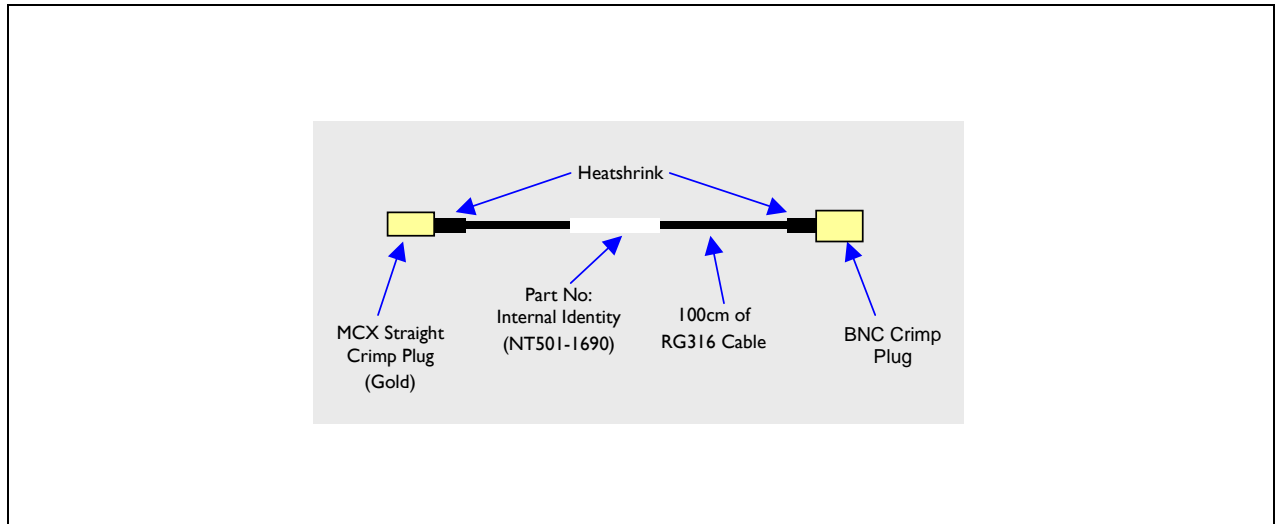 Heatshrink
Part No:
Internal Identity
(NT501-1690)
100cm of
RG316 Cable
MCX Straight
Crimp Plug
(Gold)
BNC Crimp
Plug